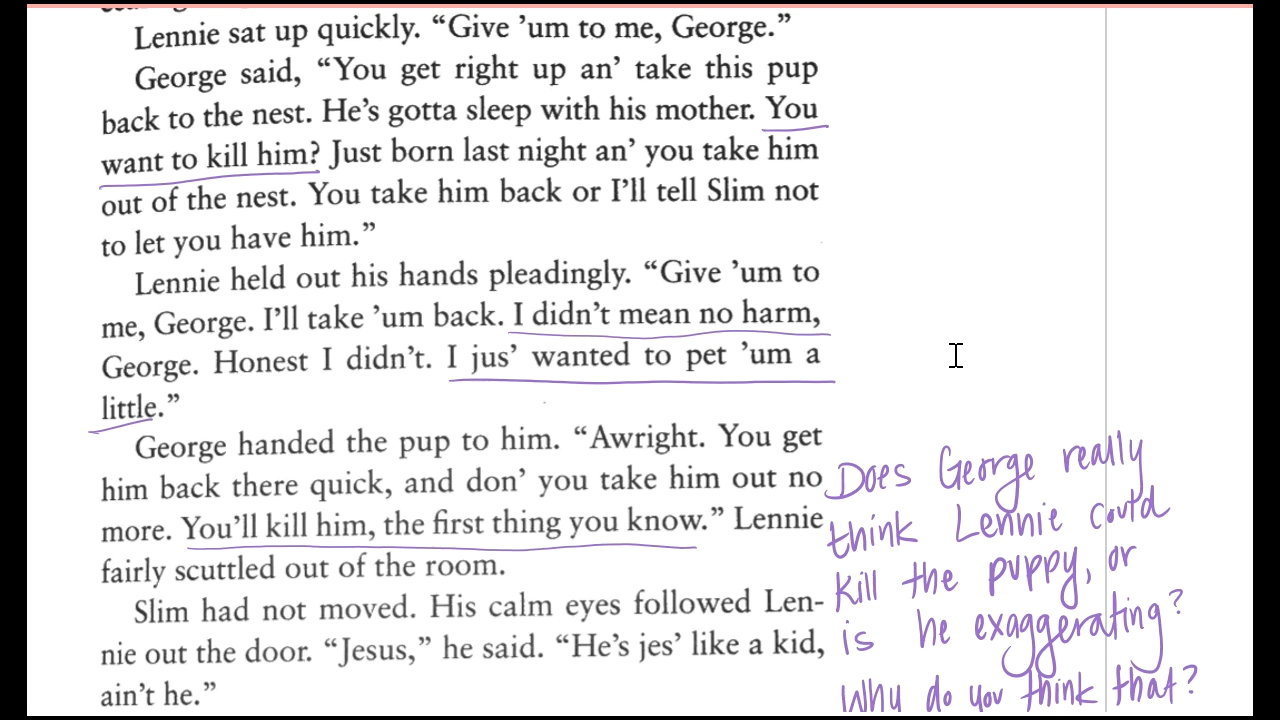 Lennie sat up quickly. “Give ’um to me, George.”
George said, “You get right up an’ take this pup
back to the nest. He’s gotta sleep with his mother. You
want to kill him? Just born last night an’ you take him
out of the nest. You take him back or I’ll tell Slim not
to let you have him.”
Lennie held out his hands pleadingly. “Give ’um to
me, George. I’ll take ’um back. I didn’t mean no harm,
George. Honest I didn’t. I jus’ wanted to pet ’um a
little.”
George handed the pup to him. “Awright. You get
him back there quick, and don’ you take him out no
more. You’ll kill him, the first thing you know.” Lennie
fairly scuttled out of the room.
Slim had not moved. His calm eyes followed Len-
nie out the door. “Jesus,” he said. “He’s jes’ like a kid,
ain’t he.”
Does George really
think Lennie could
kill the puppy, or
is he exaggerating?
Why do you think that?